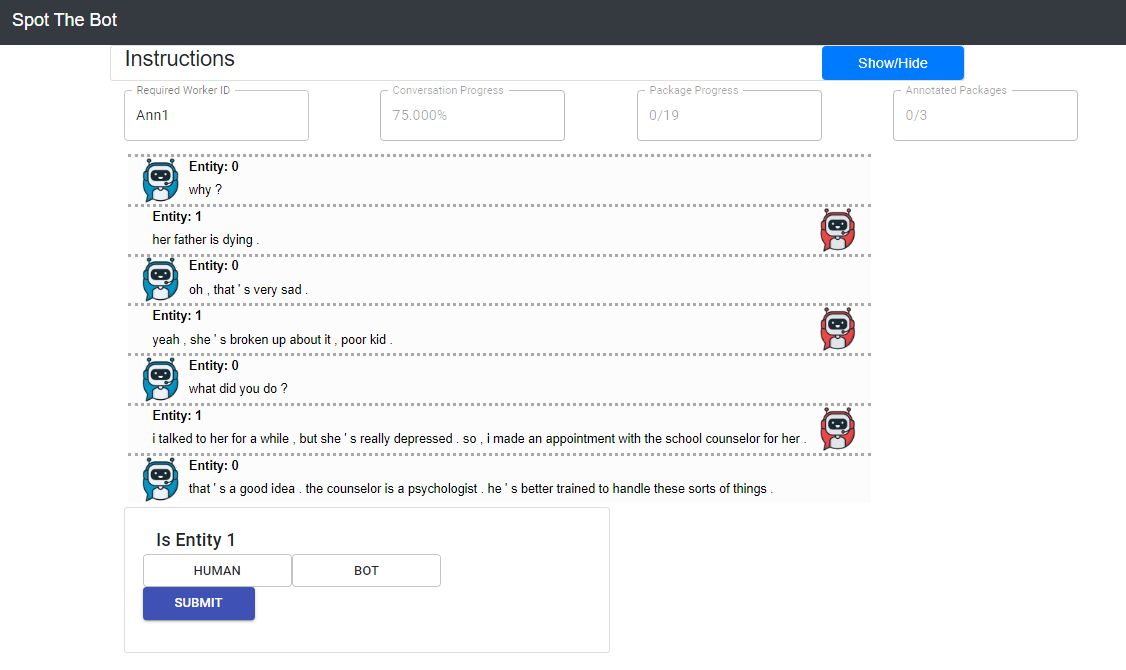 Spot The Bot
Instructions
Show/Hide
Required Worker ID
Ann1
Conversation Progress
75.000%
Package Progress
0/19
Annotated Packages
0/3
Entity: 0
why ?
Entity: 1
her father is dying .
Entity: 0
oh , that ' s very sad .
Entity: 1
yeah , she ' s broken up about it , poor kid .
Entity: 0
what did you do ?
Entity: 1
i talked to her for a while , but she ' s really depressed . so , i made an appointment with the school counselor for her .
Entity: 0
that ' s a good idea . the counselor is a psychologist . he ' s better trained to handle these sorts of things .
Is Entity 1
HUMAN
BOT
SUBMIT